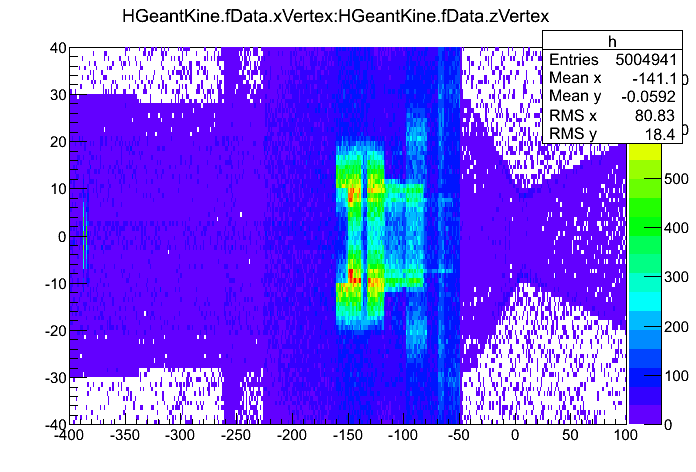 HGeantKine.fData.xVertex:HGeantKine.fData.zVertex
h
Entries 5004941
Mean x -141.1
Mean y -0.0592
RMS x 80.83
RMS y 18.4
40
30
20
10
0
-10
-20
-30
-40
-400 -350 -300 -250 -200 -150 -100 -50 0 50 100
500
400
300
200
100
0